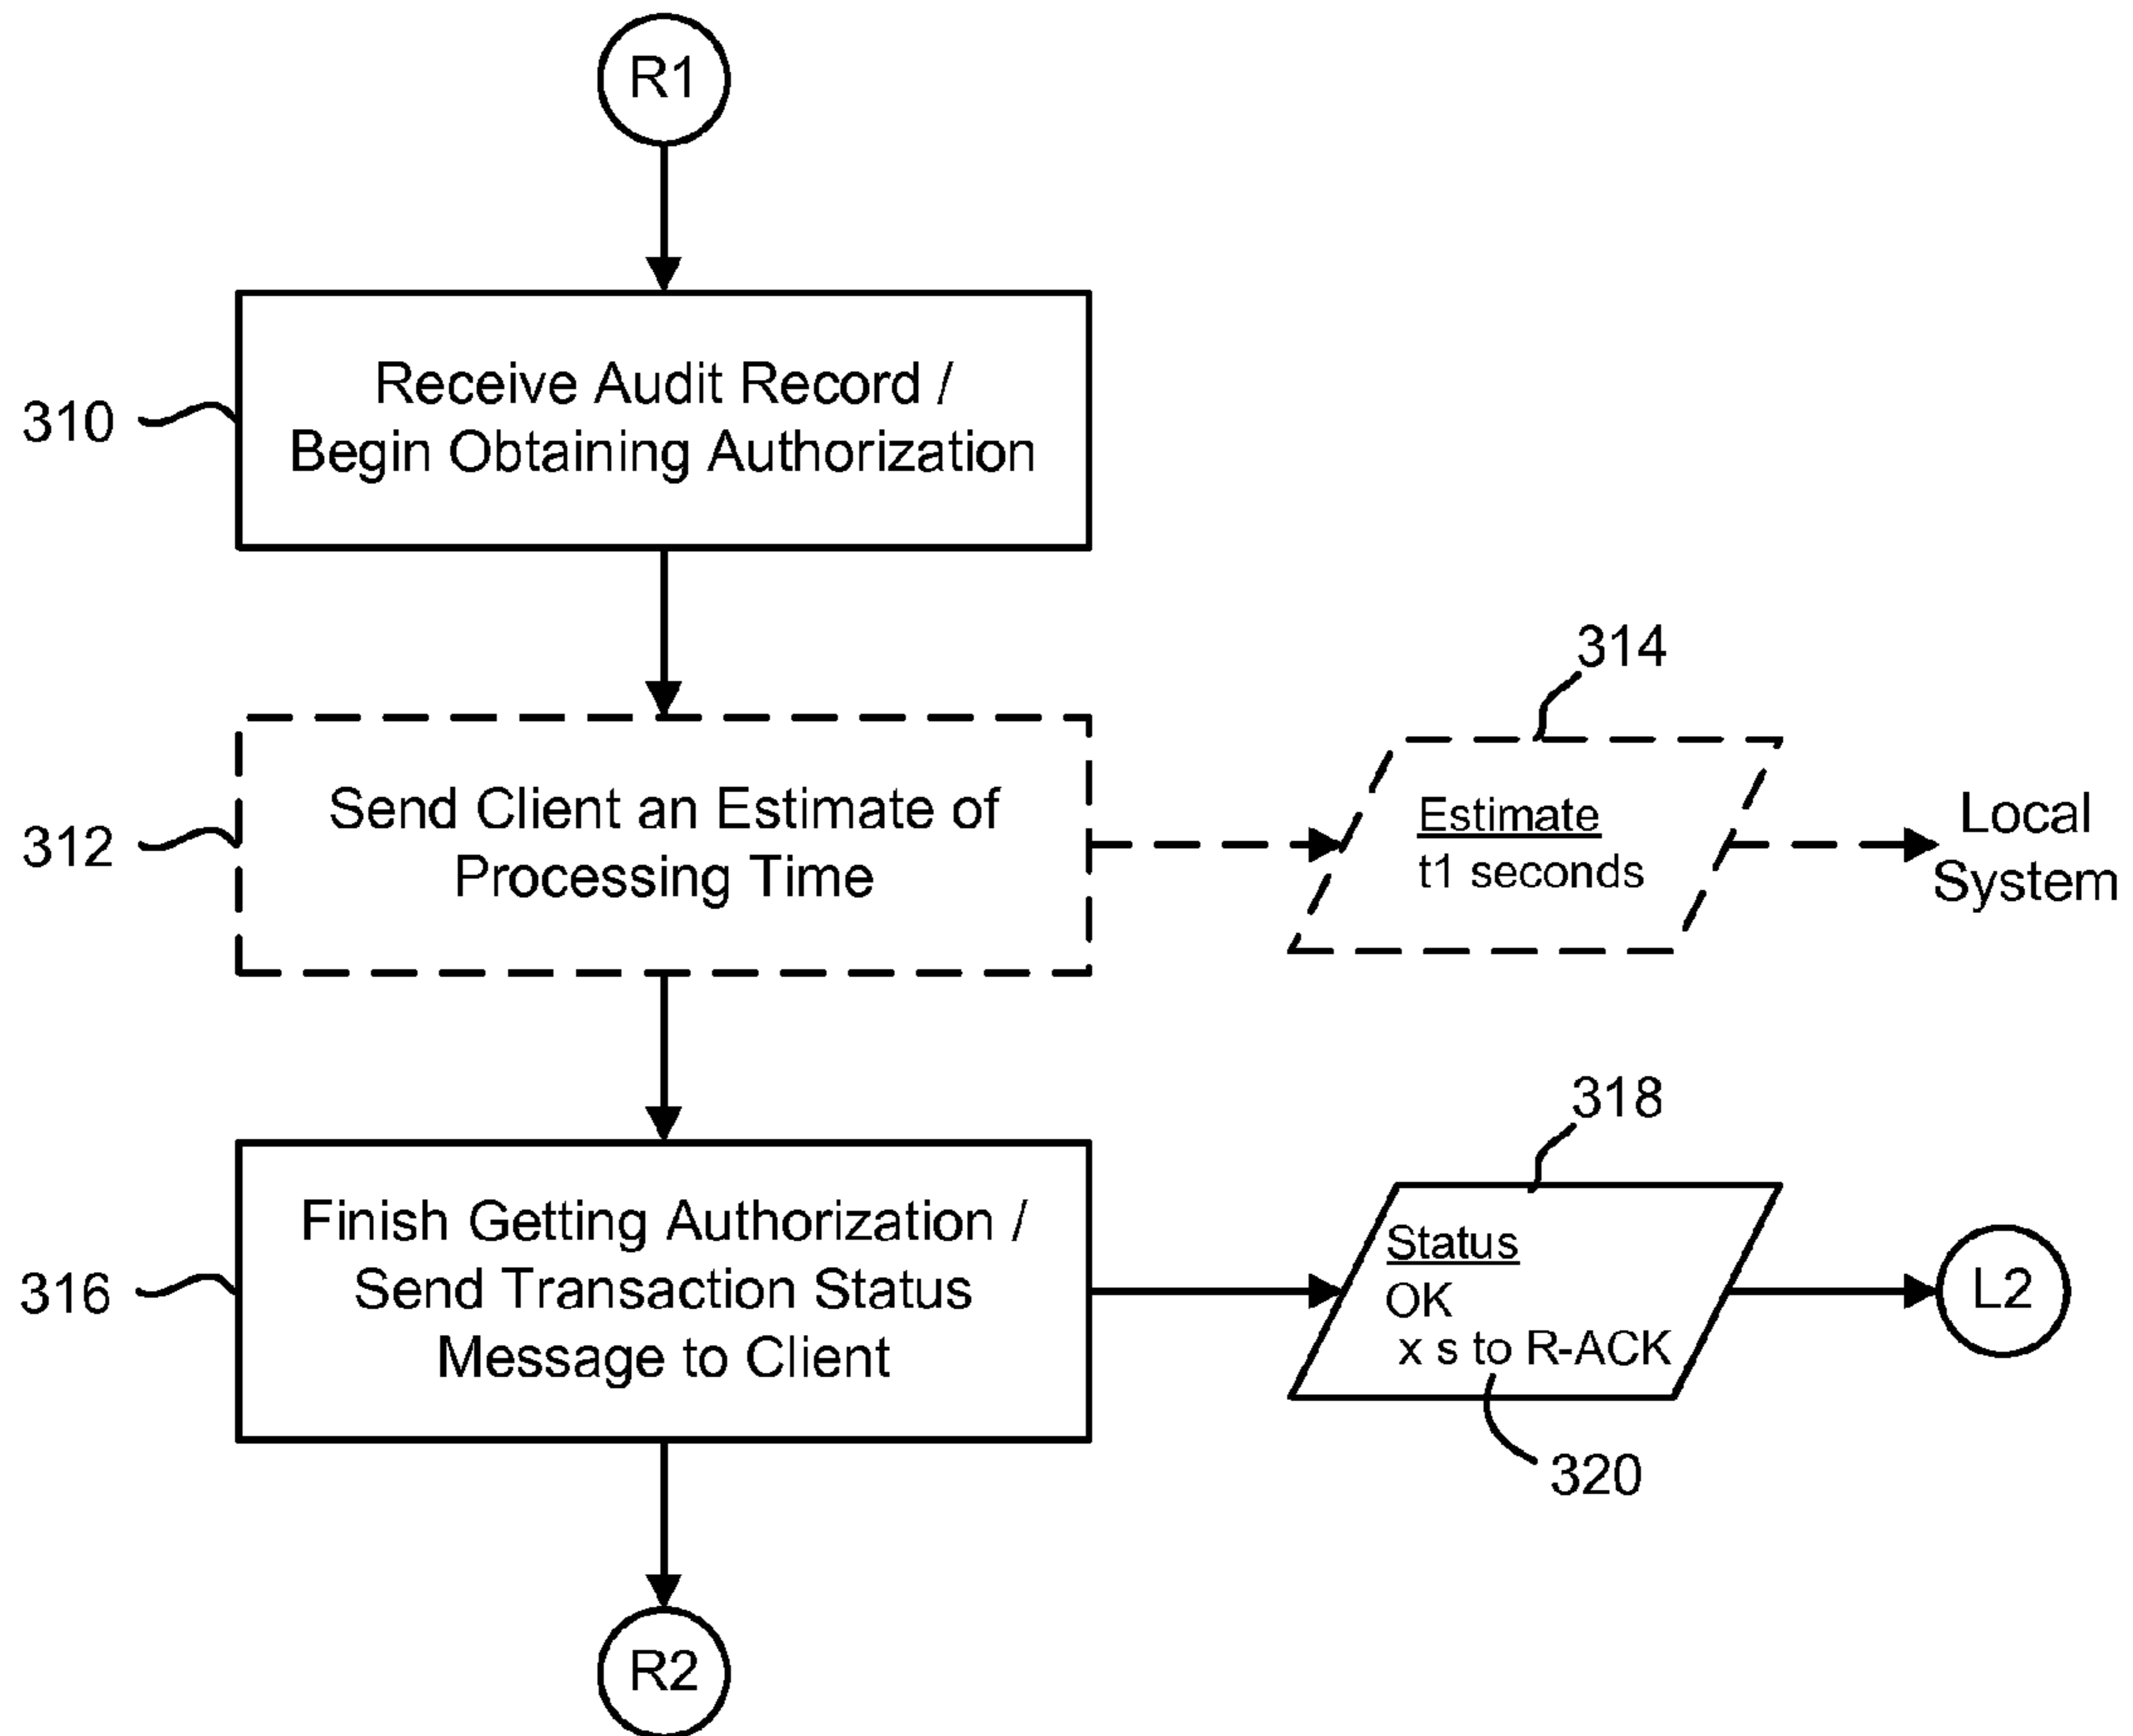 R1
310
Receive Audit Record /
Begin Obtaining Authorization
312
Send Client an Estimate of
Processing Time
314
Estimate
t1 seconds
Local
System
316
Finish Getting Authorization /
Send Transaction Status
Message to Client
318
Status
OK
x s to R-ACK
320
L2
R2